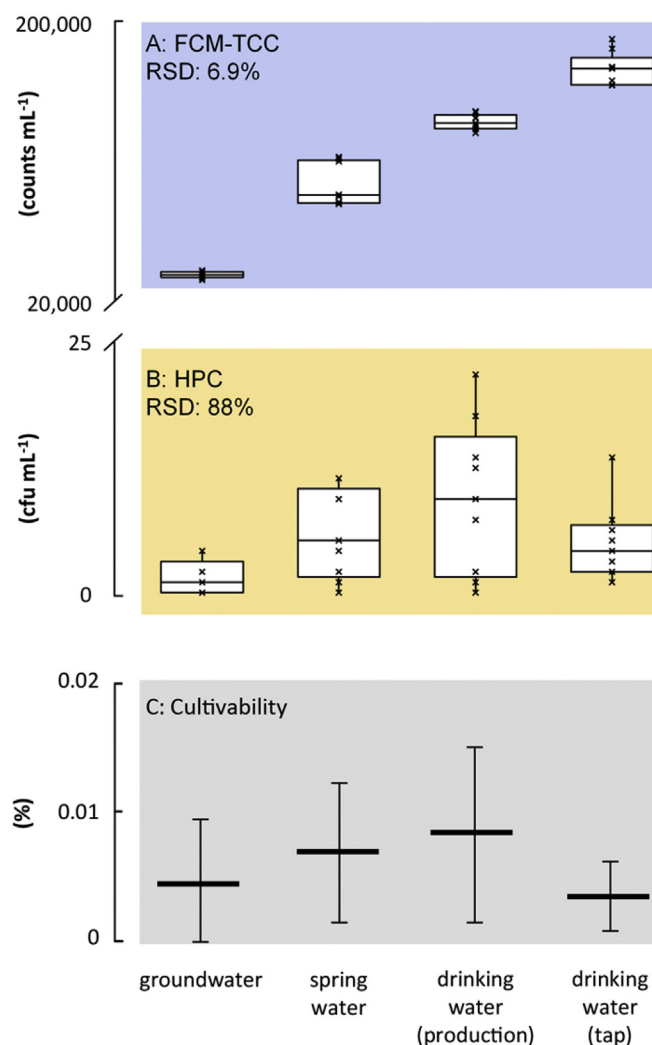 200,000
A: FCM-TCC
RSD: 6.9%
(counts mL⁻¹)
20,000
25
B: HPC
RSD: 88%
(cfu mL⁻¹)
0
0.02
C: Cultivability
0.01
(%)
0
groundwater
spring
water
drinking
water
(production)
drinking
water
(tap)